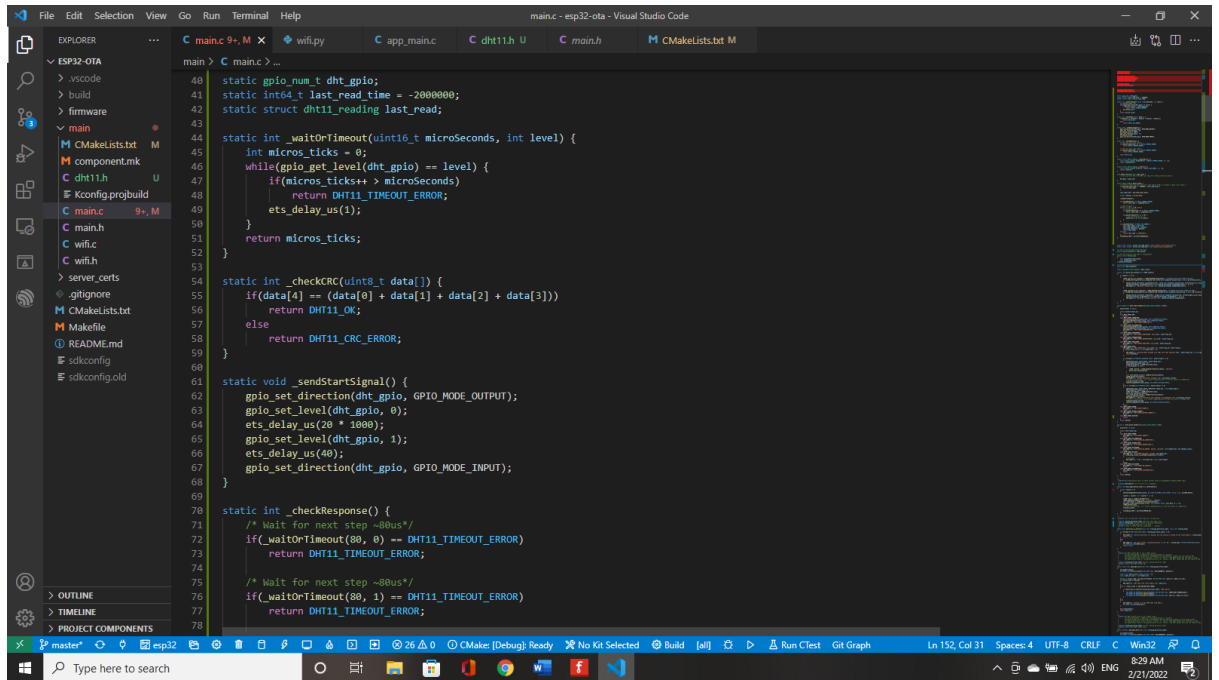 File Edit Selection View Go Run Terminal Help
main.c - esp32-ota - Visual Studio Code
EXPLORER
ESP32-OTA
.vscode
build
firmware
main
CMakeLists.txt M
component.mk
dht11.h U
Kconfig.projbuild
main.c 9+, M
main.h
wifi.c
wifi.h
server_certs
.gitignore
CMakeLists.txt
Makefile
README.md
sdkconfig
sdkconfig.old
OUTLINE
TIMELINE
PROJECT COMPONENTS
3
main.c 9+, M
wifi.py
app_main.c
dht11.h U
main.h
CMakeLists.txt M
main > C main.c > ...
40 static gpio_num_t dht_gpio;
41 static int64_t last_read_time = -2000000;
42 static struct dht11_reading last_read;
43
44 static int _waitOrTimeout(uint16_t microSeconds, int level) {
45 int micros_ticks = 0;
46 while(gpio_get_level(dht_gpio) == level) {
47 if(micros_ticks++ > microSeconds)
48 return DHT11_TIMEOUT_ERROR;
49 ets_delay_us(1);
50 }
51 return micros_ticks;
52 }
53
54 static int _checkCRC(uint8_t data[]) {
55 if(data[4] == (data[0] + data[1] + data[2] + data[3]))
56 return DHT11_OK;
57 else
58 return DHT11_CRC_ERROR;
59 }
60
61 static void _sendStartSignal() {
62 gpio_set_direction(dht_gpio, GPIO_MODE_OUTPUT);
63 gpio_set_level(dht_gpio, 0);
64 ets_delay_us(20 * 1000);
65 gpio_set_level(dht_gpio, 1);
66 ets_delay_us(40);
67 gpio_set_direction(dht_gpio, GPIO_MODE_INPUT);
68 }
69
70 static int _checkResponse() {
71 /* Wait for next step ~80us*/
72 if(_waitOrTimeout(80, 0) == DHT11_TIMEOUT_ERROR)
73 return DHT11_TIMEOUT_ERROR;
74
75 /* Wait for next step ~80us*/
76 if(_waitOrTimeout(80, 1) == DHT11_TIMEOUT_ERROR)
77 return DHT11_TIMEOUT_ERROR;
78
master* esp32 26 0 CMake: [Debug]: Ready No Kit Selected Build [all] Run CTest Git Graph Ln 152, Col 31 Spaces: 4 UTF-8 CRLF C Win32
Type here to search
ENG
8:29 AM
2/21/2022
2